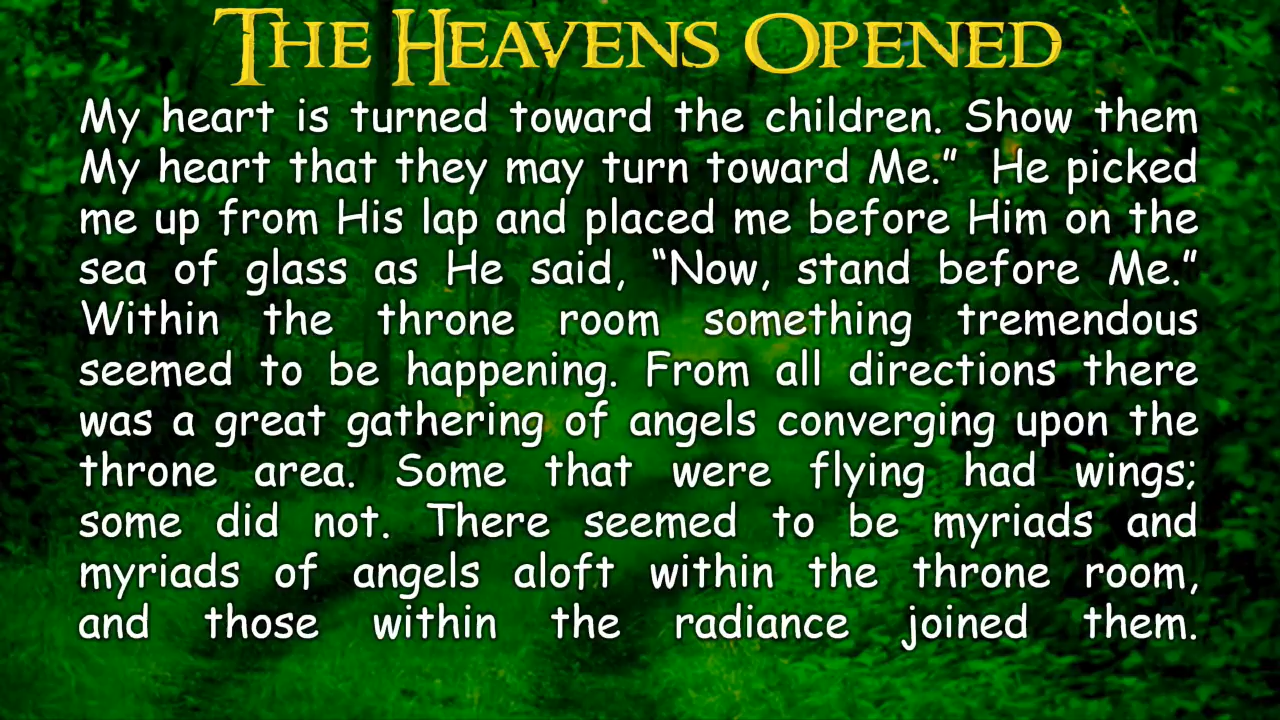 THE HEAVENS OPENED
My heart is turned toward the children. Show them
My heart that they may turn toward Me.”  He picked
me up from His lap and placed me before Him on the
sea of glass as He said, “Now, stand before Me.”
Within the throne room something tremendous
seemed to be happening. From all directions there
was a great gathering of angels converging upon the
throne area. Some that were flying had wings;
some did not. There seemed to be myriads and
myriads of angels aloft within the throne room,
and those within the radiance joined them.